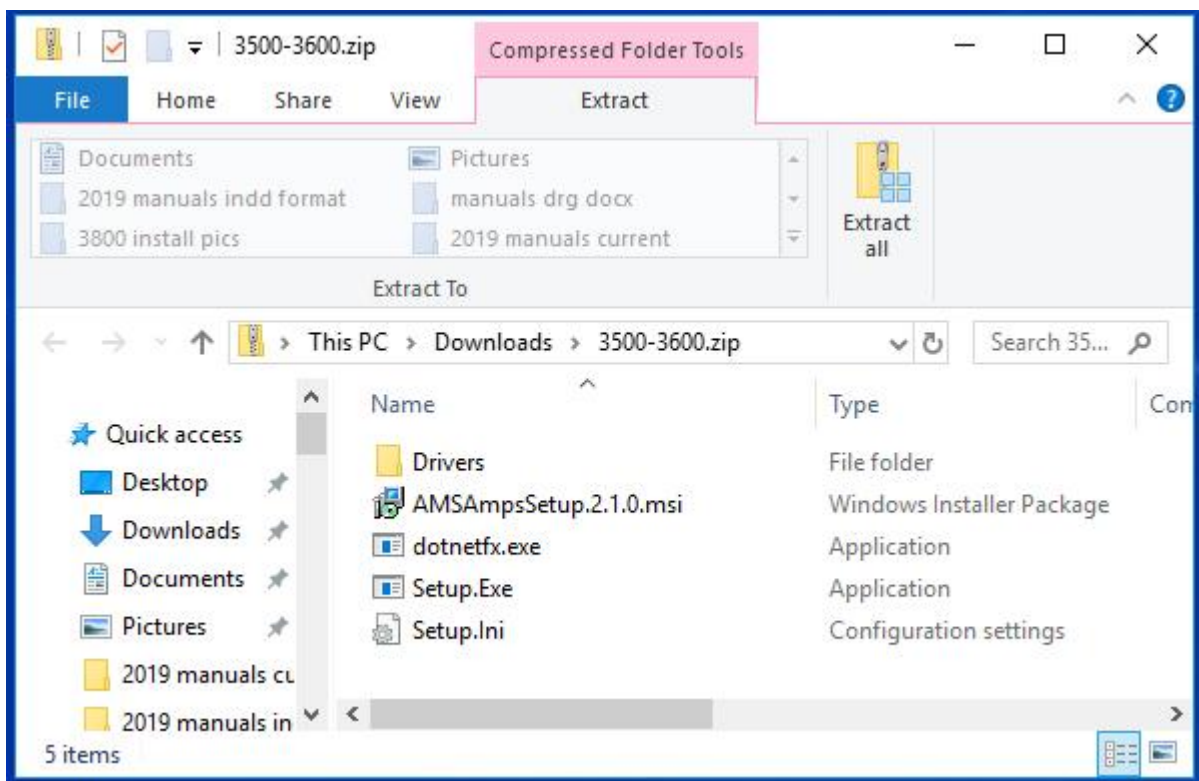 3500-3600.zip Compressed Folder Tools
File Home Share View Extract
Documents Pictures
2019 manuals indd format manuals drg docx
3800 install pics 2019 manuals current
Extract all
Extract To
This PC > Downloads > 3500-3600.zip Search 35...
Name Type Com
Quick access
Desktop
Downloads
Documents
Pictures
2019 manuals cu
2019 manuals in
Drivers File folder
AMSAmpsSetup.2.1.0.msi Windows Installer Package
dotnetfx.exe Application
Setup.Exe Application
Setup.Ini Configuration settings
5 items